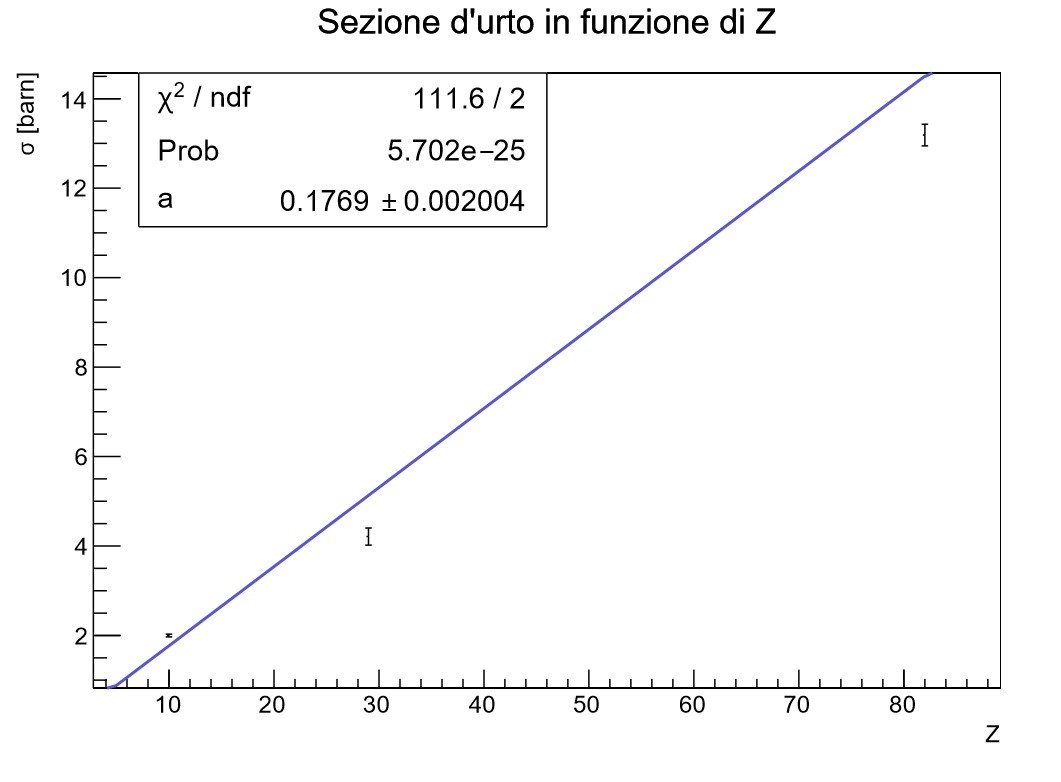 Sezione d'urto in funzione di Z
σ [barn]
χ² / ndf 111.6 / 2
Prob 5.702e−25
a 0.1769 ± 0.002004
14
12
10
8
6
4
2
10 20 30 40 50 60 70 80
Z